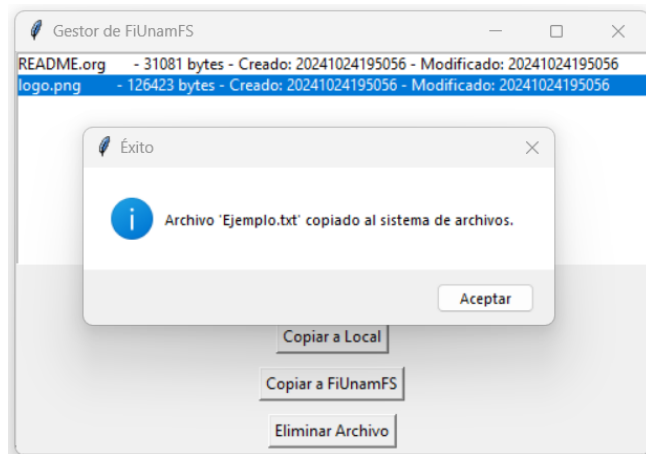 Gestor de FiUnamFS
README.org - 31081 bytes - Creado: 20241024195056 - Modificado: 20241024195056
logo.png - 126423 bytes - Creado: 20241024195056 - Modificado: 20241024195056
Éxito
Archivo 'Ejemplo.txt' copiado al sistema de archivos.
Aceptar
Copiar a Local
Copiar a FiUnamFS
Eliminar Archivo